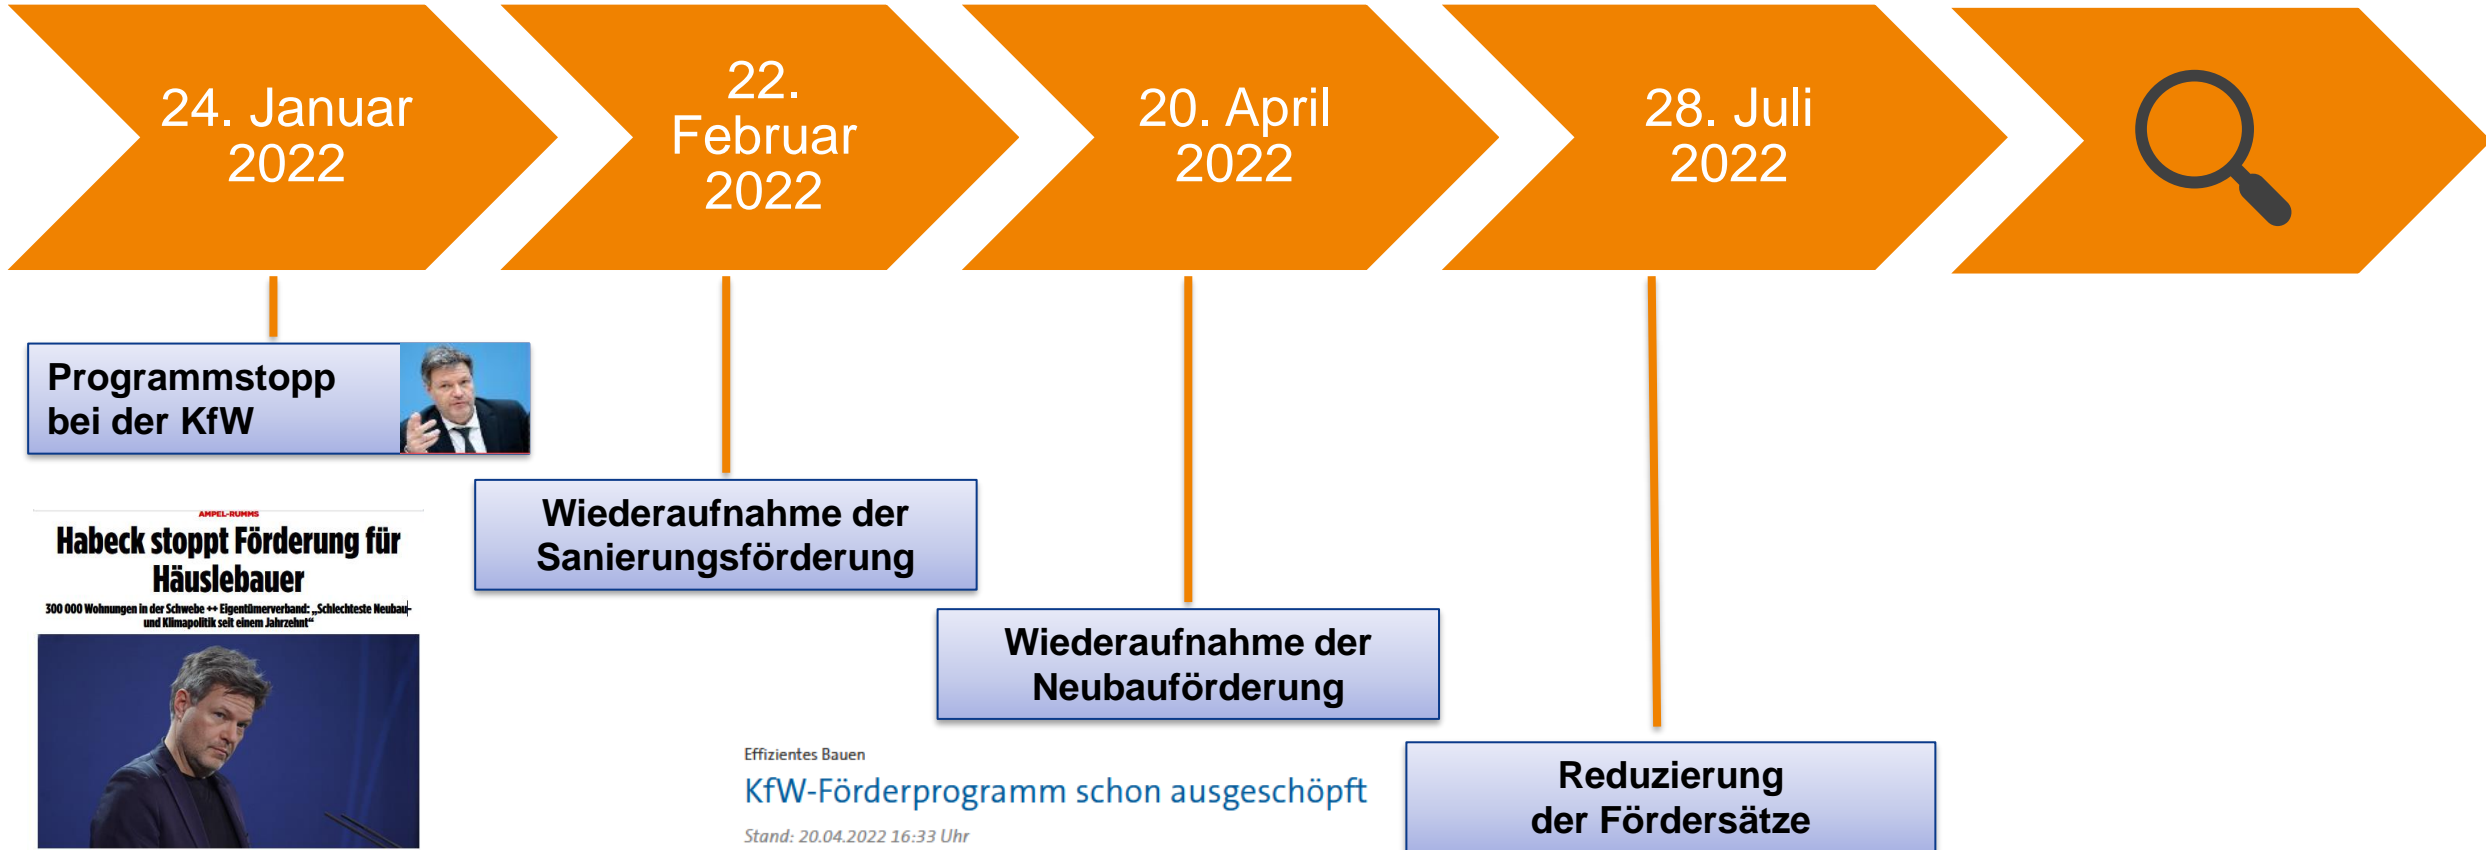 24. Januar
2022
22.
Februar
2022
20. April
2022
28. Juli
2022
Programmstopp
bei der KfW
Wiederaufnahme der
Sanierungsförderung
AMPEL-RUMMS
Habeck stoppt Förderung für
Häuslebauer
300 000 Wohnungen in der Schwebe ++ Eigentümerverband: „Schlechteste Neubau-
und Klimapolitik seit einem Jahrzehnt“
Wiederaufnahme der
Neubauförderung
Effizientes Bauen
KfW-Förderprogramm schon ausgeschöpft
Stand: 20.04.2022 16:33 Uhr
Reduzierung
der Fördersätze